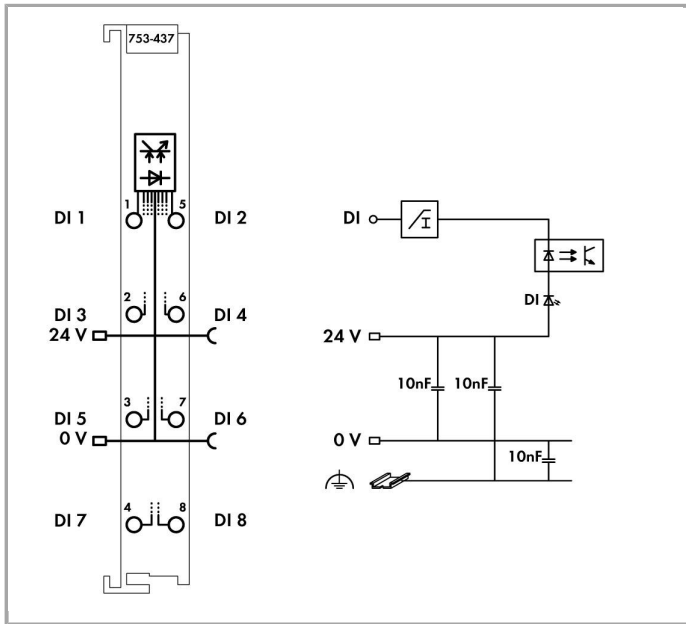 753-437
1 5
DI 1 DI 2
2 6
DI 3 DI 4
24 V
3 7
DI 5 DI 6
0 V
4 8
DI 7 DI 8
DI I
DI
24 V
10nF 10nF
0 V
10nF